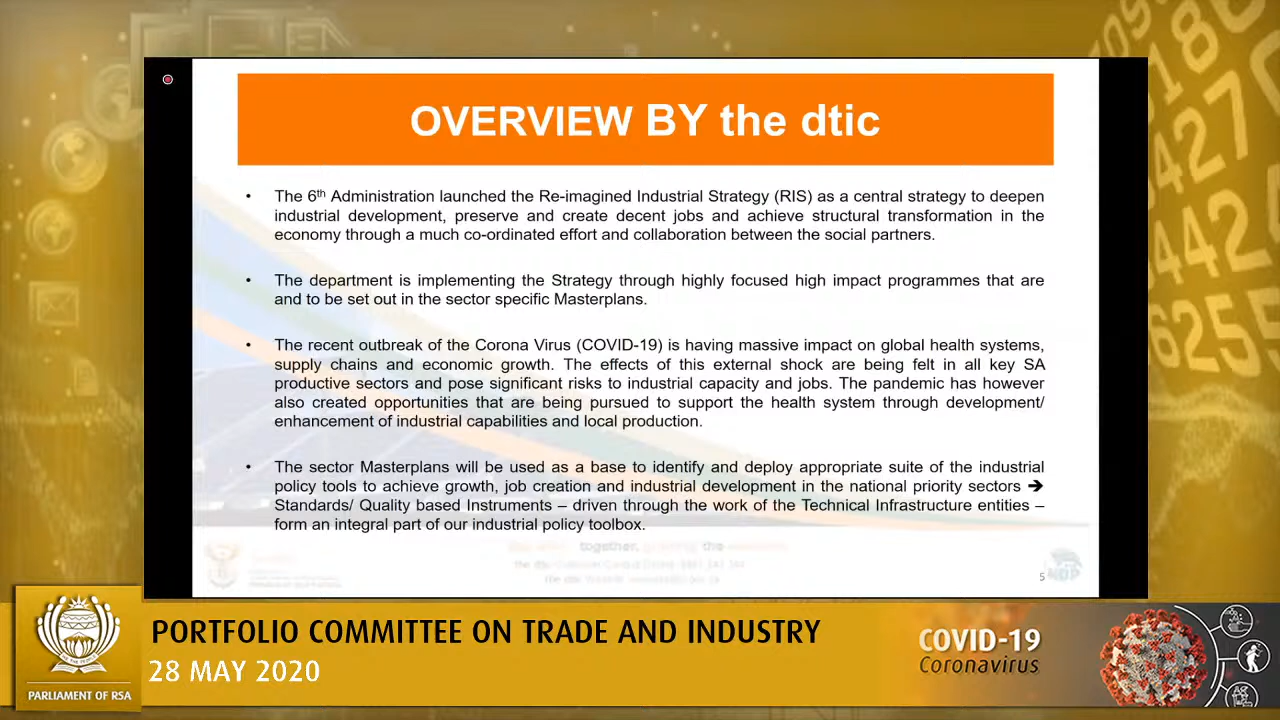 OVERVIEW BY the dtic
• The 6th Administration launched the Re-imagined Industrial Strategy (RIS) as a central strategy to deepen
industrial development, preserve and create decent jobs and achieve structural transformation in the
economy through a much co-ordinated effort and collaboration between the social partners.
• The department is implementing the Strategy through highly focused high impact programmes that are
and to be set out in the sector specific Masterplans.
• The recent outbreak of the Corona Virus (COVID-19) is having massive impact on global health systems,
supply chains and economic growth. The effects of this external shock are being felt in all key SA
productive sectors and pose significant risks to industrial capacity and jobs. The pandemic has however
also created opportunities that are being pursued to support the health system through development/
enhancement of industrial capabilities and local production.
• The sector Masterplans will be used as a base to identify and deploy appropriate suite of the industrial
policy tools to achieve growth, job creation and industrial development in the national priority sectors ➔
Standards/ Quality based Instruments – driven through the work of the Technical Infrastructure entities –
form an integral part of our industrial policy toolbox.
together, the
5
NDP
PORTFOLIO COMMITTEE ON TRADE AND INDUSTRY
28 MAY 2020
PARLIAMENT OF RSA
COVID-19
Coronavirus